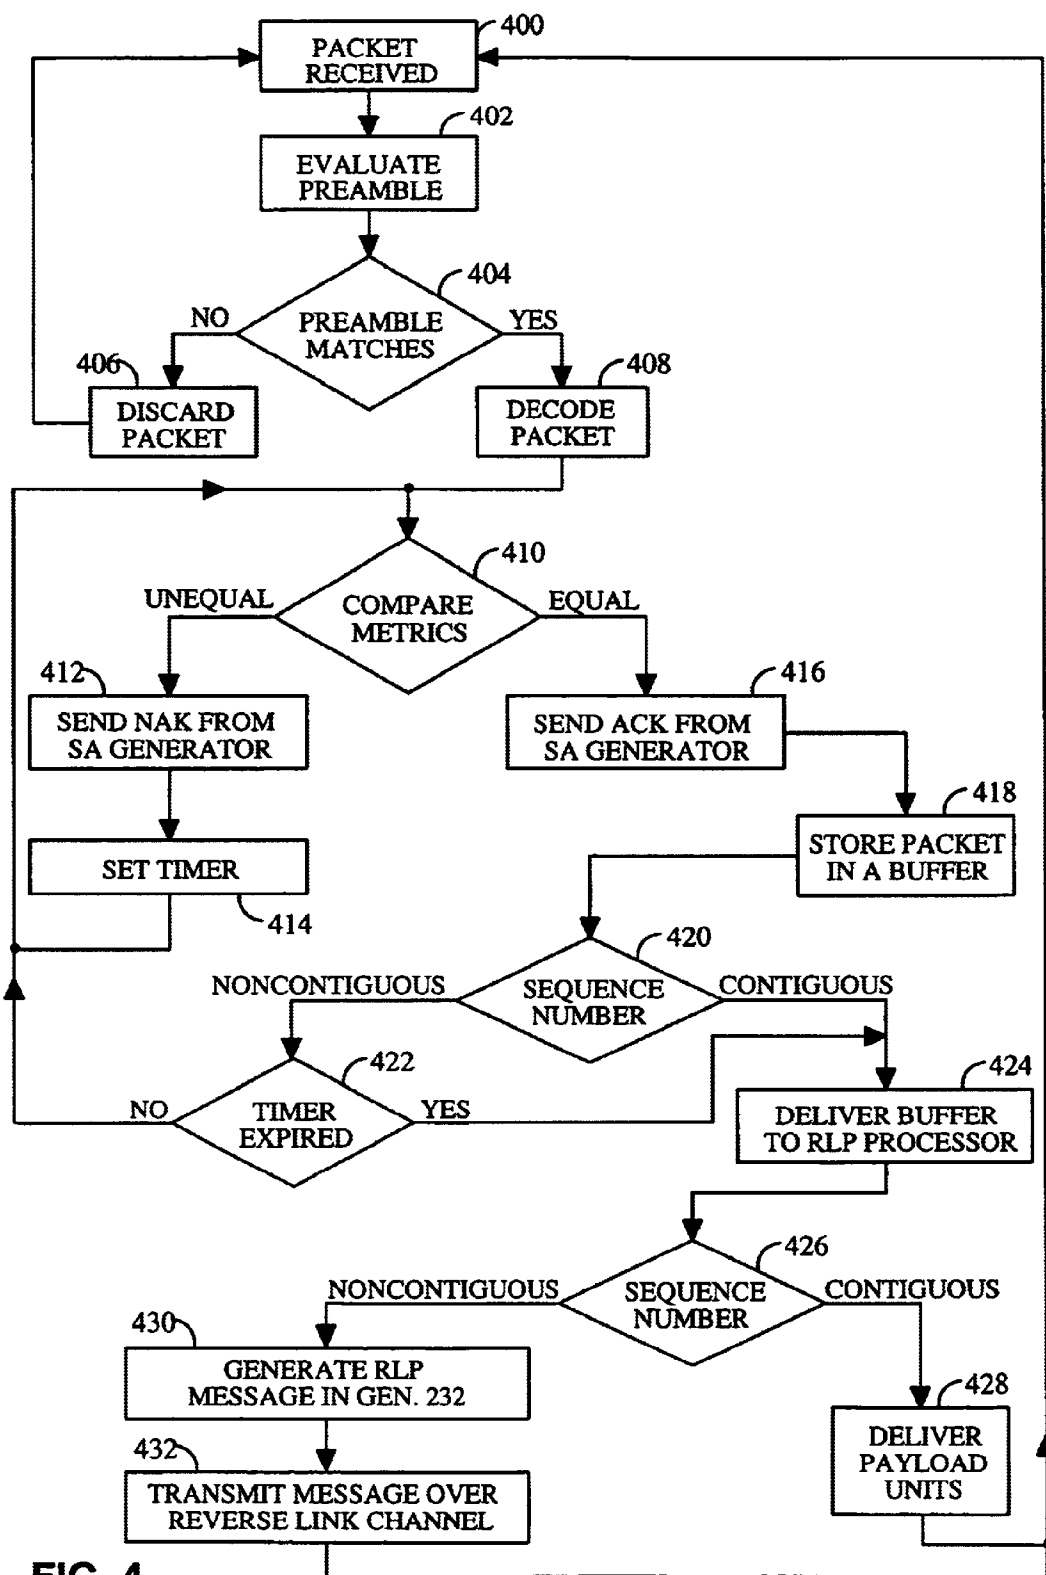 400
PACKET
RECEIVED
402
EVALUATE
PREAMBLE
404
NO
PREAMBLE
MATCHES
YES
406
DISCARD
PACKET
408
DECODE
PACKET
410
UNEQUAL
COMPARE
METRICS
EQUAL
412
SEND NAK FROM
SA GENERATOR
416
SEND ACK FROM
SA GENERATOR
418
STORE PACKET
IN A BUFFER
SET TIMER
414
420
NONCONTIGUOUS
SEQUENCE
NUMBER
CONTIGUOUS
422
NO
TIMER
EXPIRED
YES
424
DELIVER BUFFER
TO RLP PROCESSOR
426
NONCONTIGUOUS
SEQUENCE
NUMBER
CONTIGUOUS
430
GENERATE RLP
MESSAGE IN GEN. 232
428
DELIVER
PAYLOAD
UNITS
432
TRANSMIT MESSAGE OVER
REVERSE LINK CHANNEL
FIG. 4